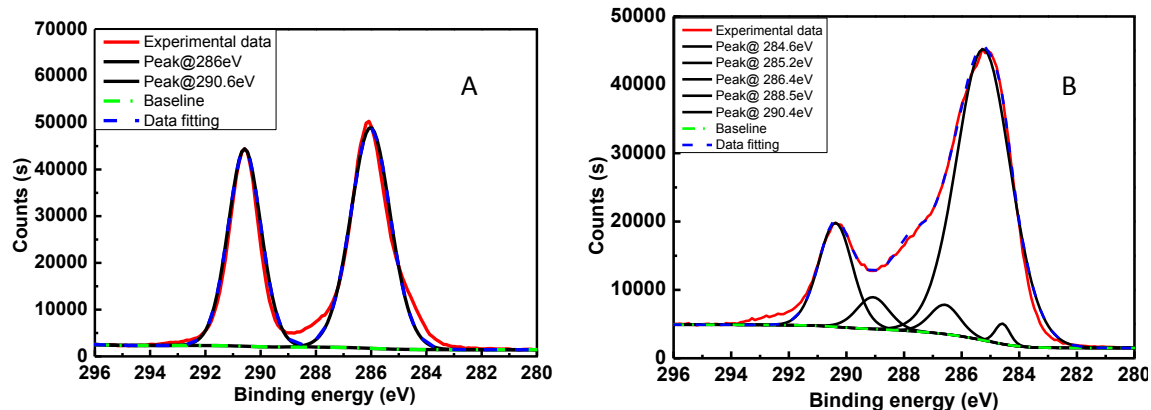 70000
60000
50000
40000
30000
20000
10000
0
Counts (s)
Experimental data
Peak@286eV
Peak@290.6eV
Baseline
Data fitting
A
296 294 292 290 288 286 284 282 280
Binding energy (eV)
50000
40000
30000
20000
10000
0
Counts (s)
Experimental data
Peak@ 284.6eV
Peak@ 285.2eV
Peak@ 286.4eV
Peak@ 288.5eV
Peak@ 290.4eV
Baseline
Data fitting
B
296 294 292 290 288 286 284 282 280
Binding energy (eV)